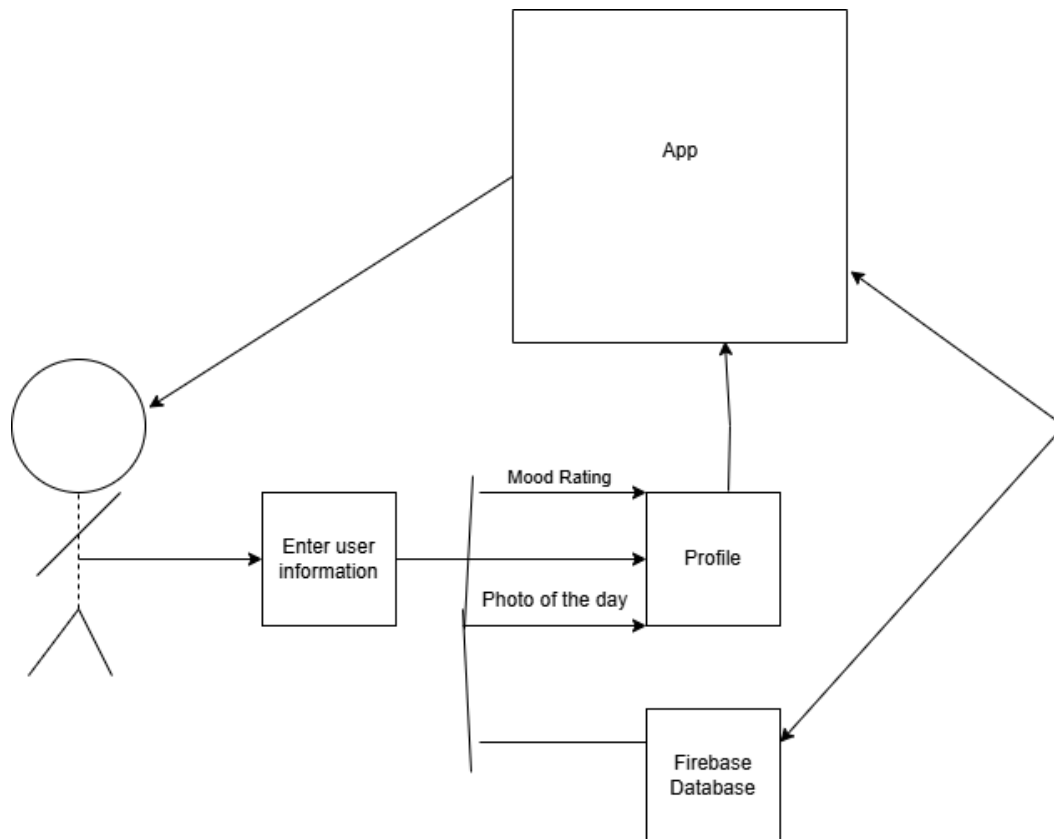 App
Mood Rating
Enter user
information
Profile
Photo of the day
Firebase
Database